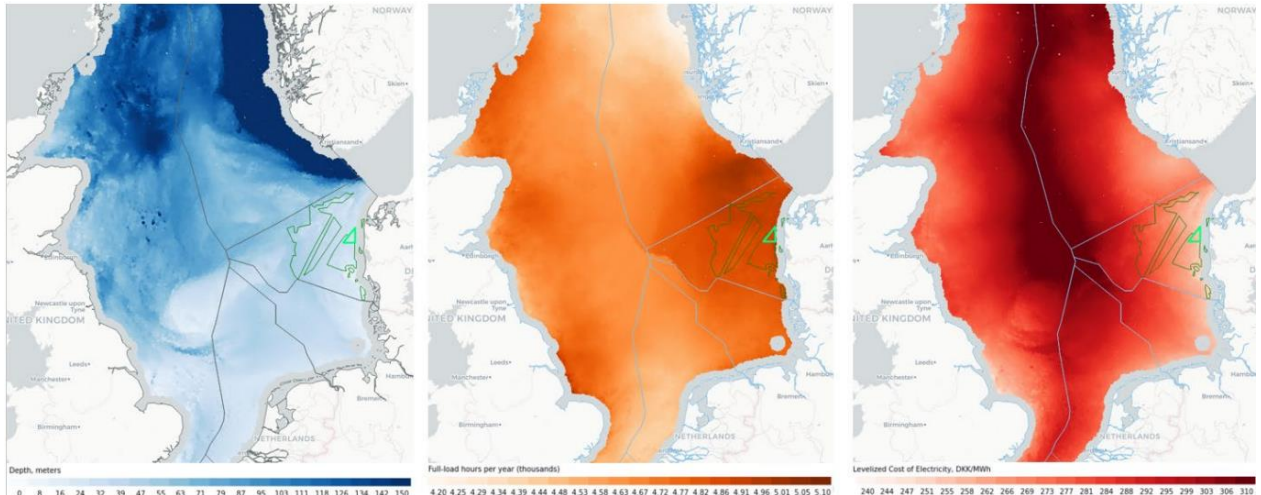 NORWAY
Skien
Kristiansand
Edinburgh
Newcastle upon
Tyne
UNITED KINGDOM
Leeds
Manchester
Birmingham
NETHERLANDS
Bremen
Depth, meters
0 8 16 24 32 39 47 55 63 71 79 87 95 103 111 118 126 134 142 150
NORWAY
Skien
Kristiansand
Edinburgh
Newcastle upon
Tyne
UNITED KINGDOM
Leeds
Manchester
Birmingham
NETHERLANDS
Bremen
Full-load hours per year (thousands)
4.20 4.25 4.29 4.34 4.39 4.44 4.48 4.53 4.58 4.63 4.67 4.72 4.77 4.82 4.86 4.91 4.96 5.01 5.05 5.10
NORWAY
Skien
Kristiansand
Edinburgh
Newcastle upon
Tyne
UNITED KINGDOM
Leeds
Manchester
Birmingham
NETHERLANDS
Bremen
Levelized Cost of Electricity, DKK/MWh
240 244 247 251 255 258 262 266 269 273 277 281 284 288 292 295 299 303 306 310